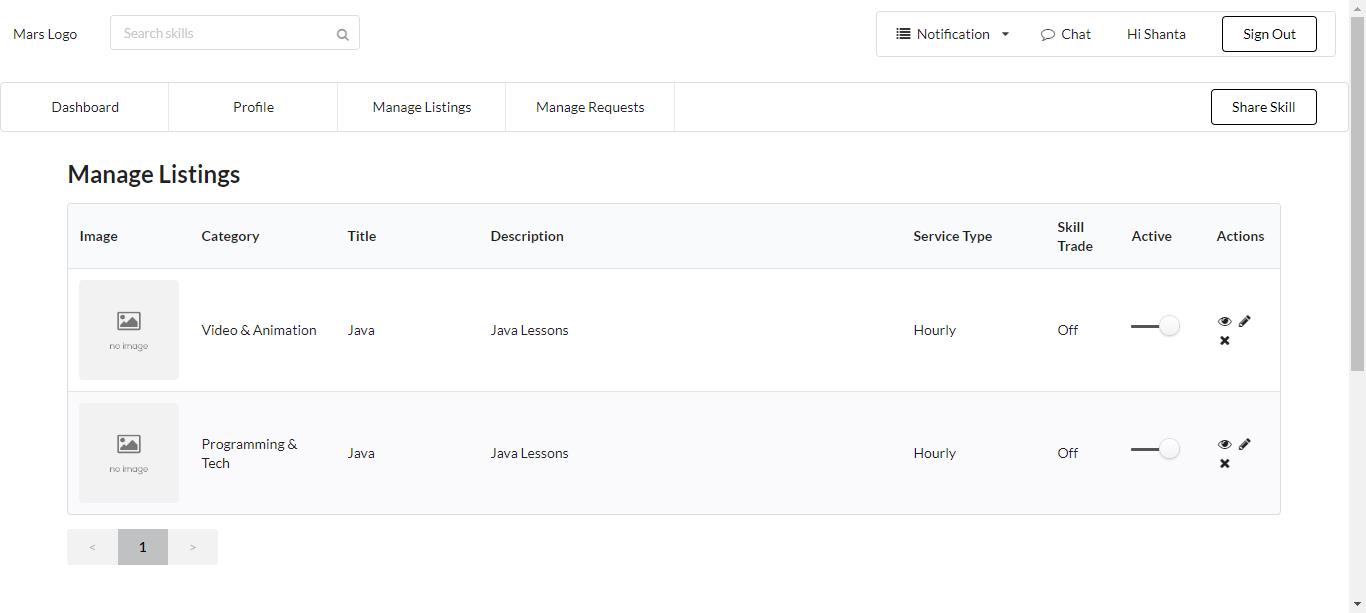 Mars Logo
Search skills
Notification
Chat
Hi Shanta
Sign Out
Dashboard
Profile
Manage Listings
Manage Requests
Share Skill
Manage Listings
Image
Category
Title
Description
Service Type
Skill
Trade
Active
Actions
no image
Video & Animation
Java
Java Lessons
Hourly
Off
no image
Programming &
Tech
Java
Java Lessons
Hourly
Off
<
1
>